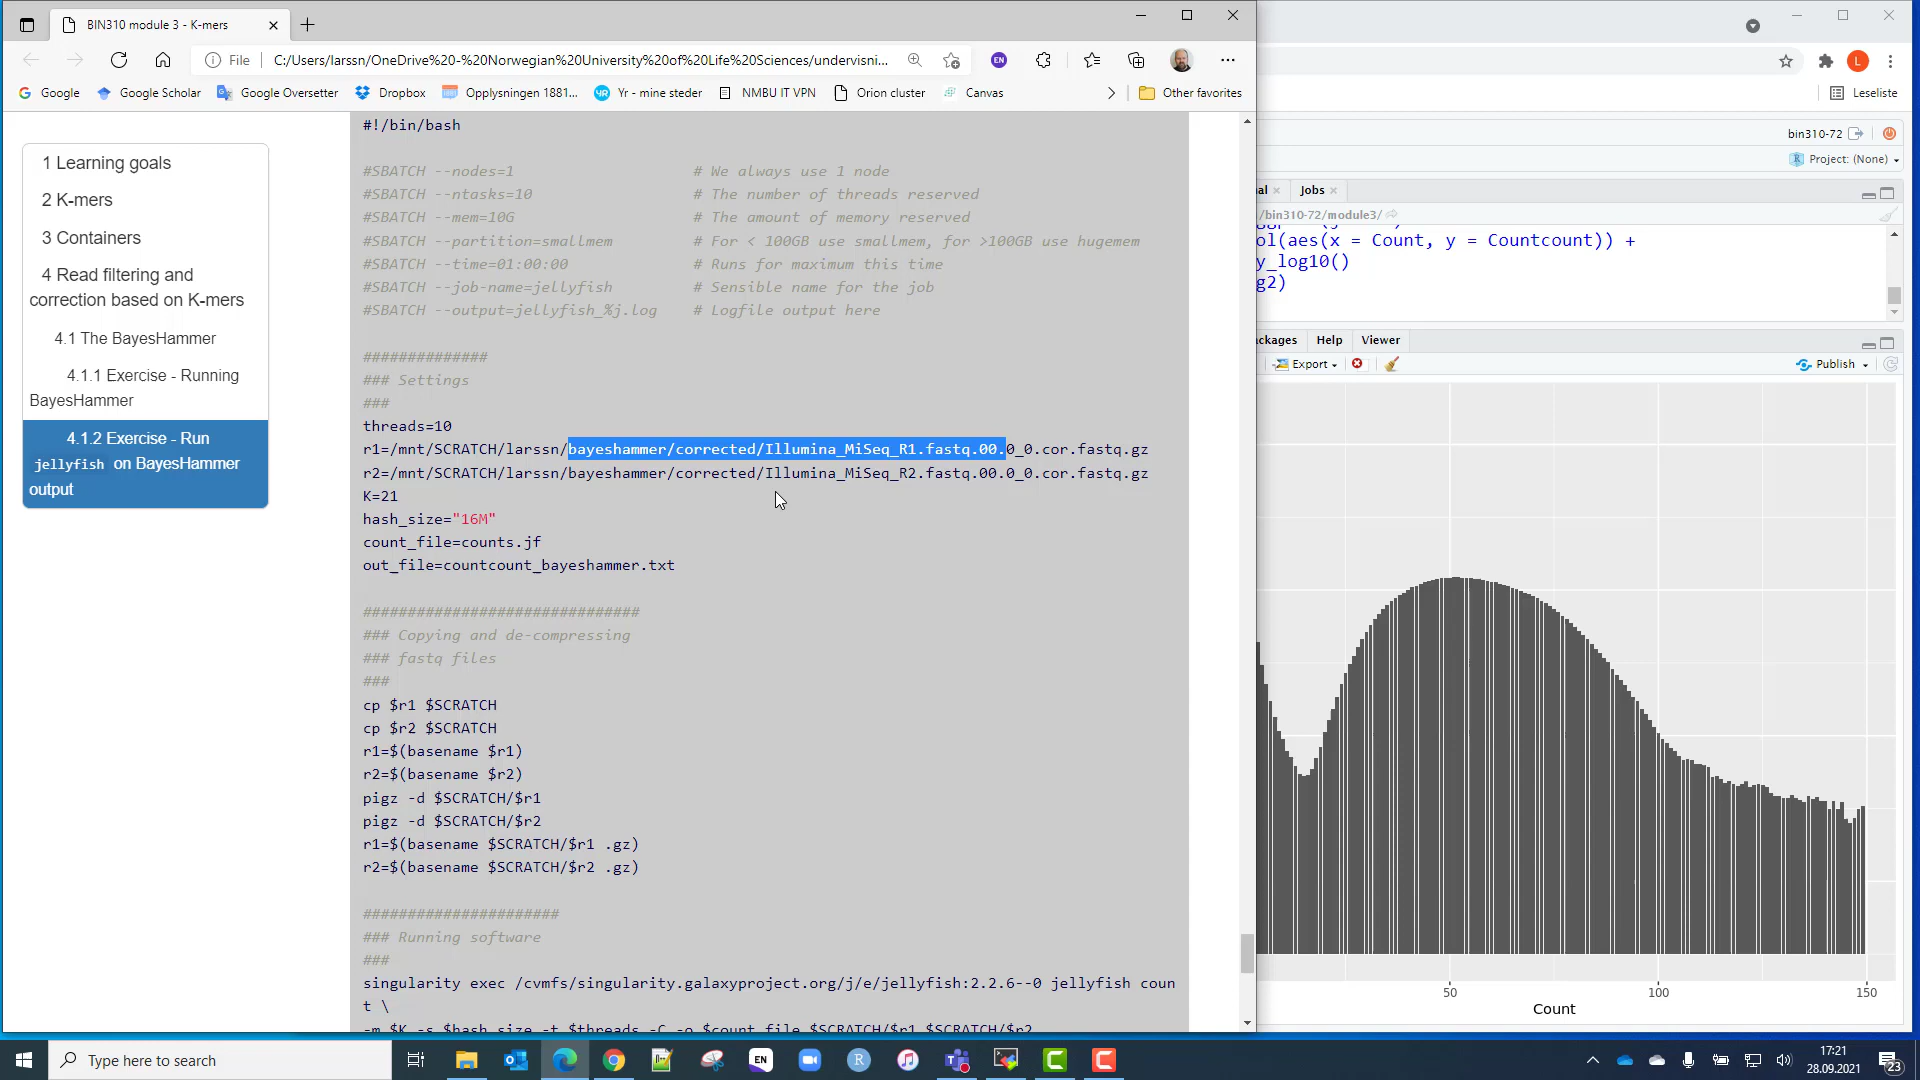 BIN310 module 3 - K-mers
File
C:/Users/larssn/OneDrive%20-%20Norwegian%20University%20of%20Life%20Sciences/undervisni...
EN
L
Google
Google Scholar
Google Oversetter
Dropbox
Opplysningen 1881...
Yr - mine steder
NMBU IT VPN
Orion cluster
Canvas
Other favorites
Leseliste
1 Learning goals
2 K-mers
3 Containers
4 Read filtering and
correction based on K-mers
4.1 The BayesHammer
4.1.1 Exercise - Running
BayesHammer
4.1.2 Exercise - Run
jellyfish on BayesHammer
output
#!/bin/bash
#SBATCH --nodes=1 # We always use 1 node
#SBATCH --ntasks=10 # The number of threads reserved
#SBATCH --mem=10G # The amount of memory reserved
#SBATCH --partition=smallmem # For < 100GB use smallmem, for >100GB use hugemem
#SBATCH --time=01:00:00 # Runs for maximum this time
#SBATCH --job-name=jellyfish # Sensible name for the job
#SBATCH --output=jellyfish_%j.log # Logfile output here
##############
### Settings
###
threads=10
r1=/mnt/SCRATCH/larssn/bayeshammer/corrected/Illumina_MiSeq_R1.fastq.00.0_0.cor.fastq.gz
r2=/mnt/SCRATCH/larssn/bayeshammer/corrected/Illumina_MiSeq_R2.fastq.00.0_0.cor.fastq.gz
K=21
hash_size="16M"
count_file=counts.jf
out_file=countcount_bayeshammer.txt
###############################
### Copying and de-compressing
### fastq files
###
cp $r1 $SCRATCH
cp $r2 $SCRATCH
r1=$(basename $r1)
r2=$(basename $r2)
pigz -d $SCRATCH/$r1
pigz -d $SCRATCH/$r2
r1=$(basename $SCRATCH/$r1 .gz)
r2=$(basename $SCRATCH/$r2 .gz)
######################
### Running software
###
singularity exec /cvmfs/singularity.galaxyproject.org/j/e/jellyfish:2.2.6--0 jellyfish coun
t \
-m $K -s $hash_size -t $threads -C -o $count_file $SCRATCH/$r1 $SCRATCH/$r2
bin310-72
Project: (None)
al
Jobs
/bin310-72/module3/
ol(aes(x = Count, y = Countcount)) +
y_log10()
g2)
ckages
Help
Viewer
Export
Publish
50
100
150
Count
Type here to search
EN
R
17:21
28.09.2021
23